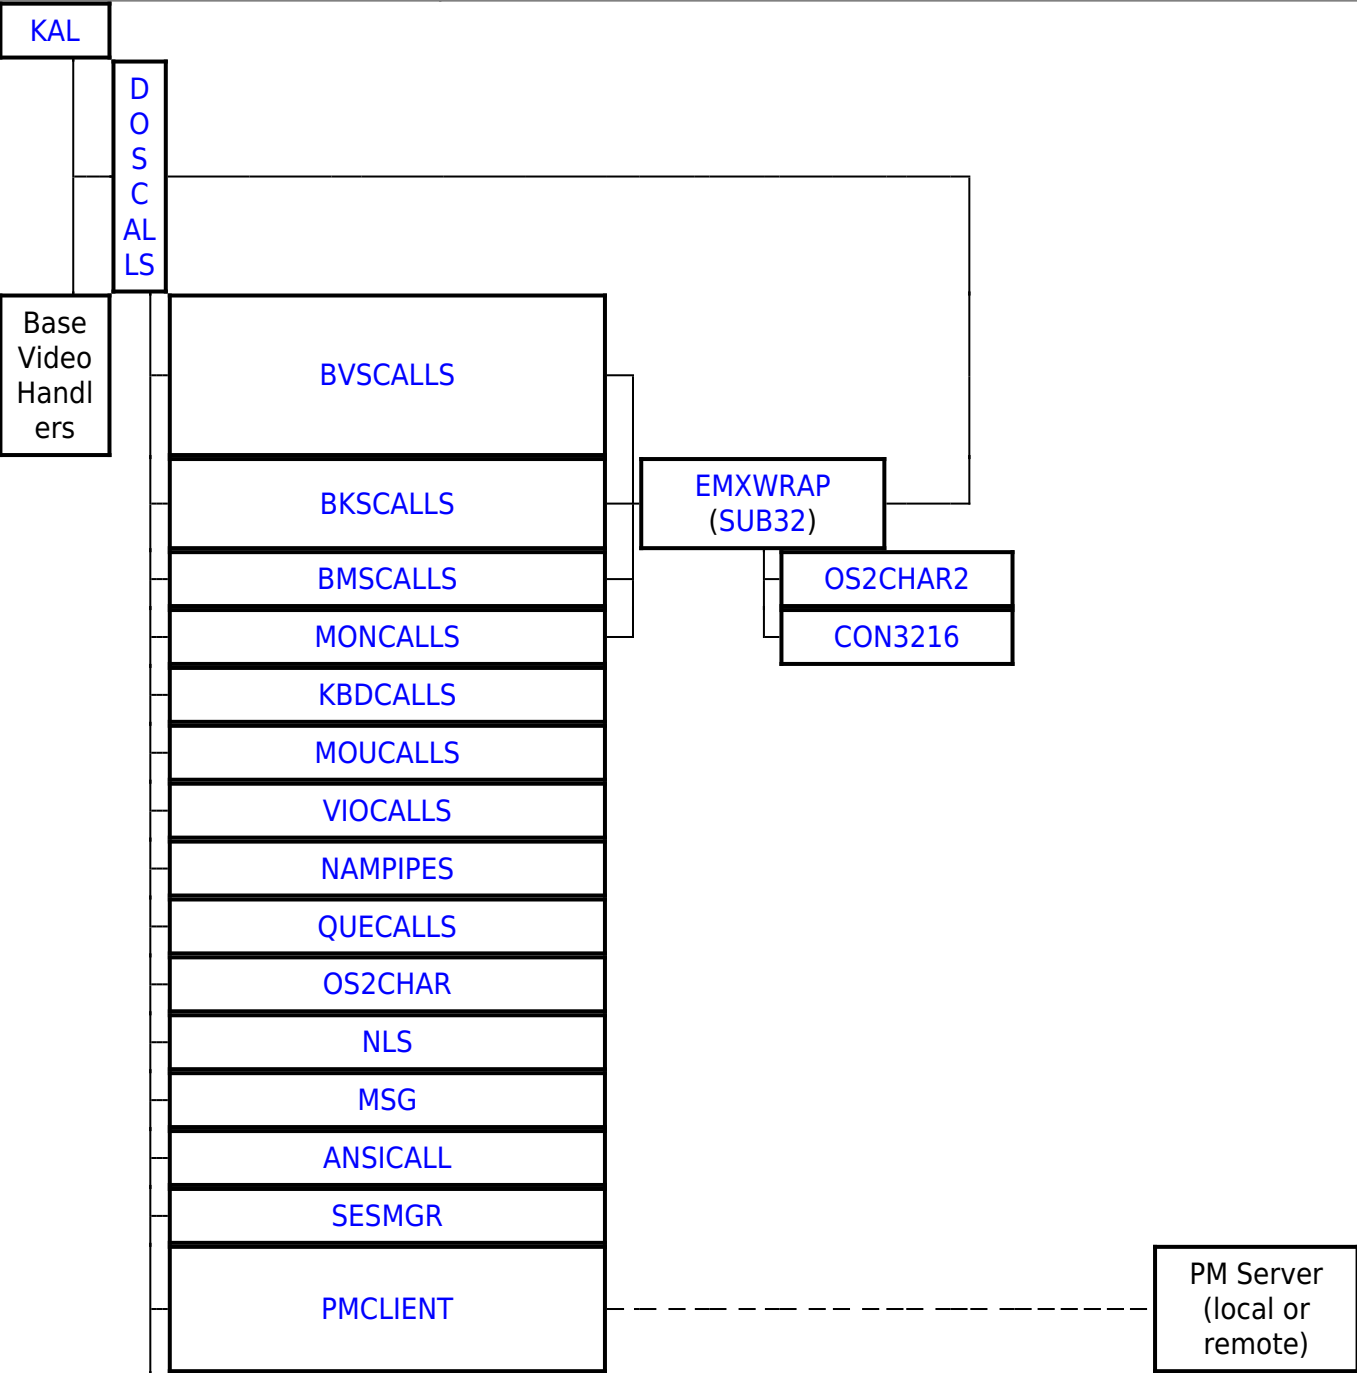 KAL
D
O
S
C
AL
LS
Base
Video
Handl
ers
BVSCALLS
BKSCALLS
EMXWRAP
(SUB32)
BMSCALLS
OS2CHAR2
MONCALLS
CON3216
KBDCALLS
MOUCALLS
VIOCALLS
NAMPIPES
QUECALLS
OS2CHAR
NLS
MSG
ANSICALL
SESMGR
PMCLIENT
PM Server
(local or
remote)